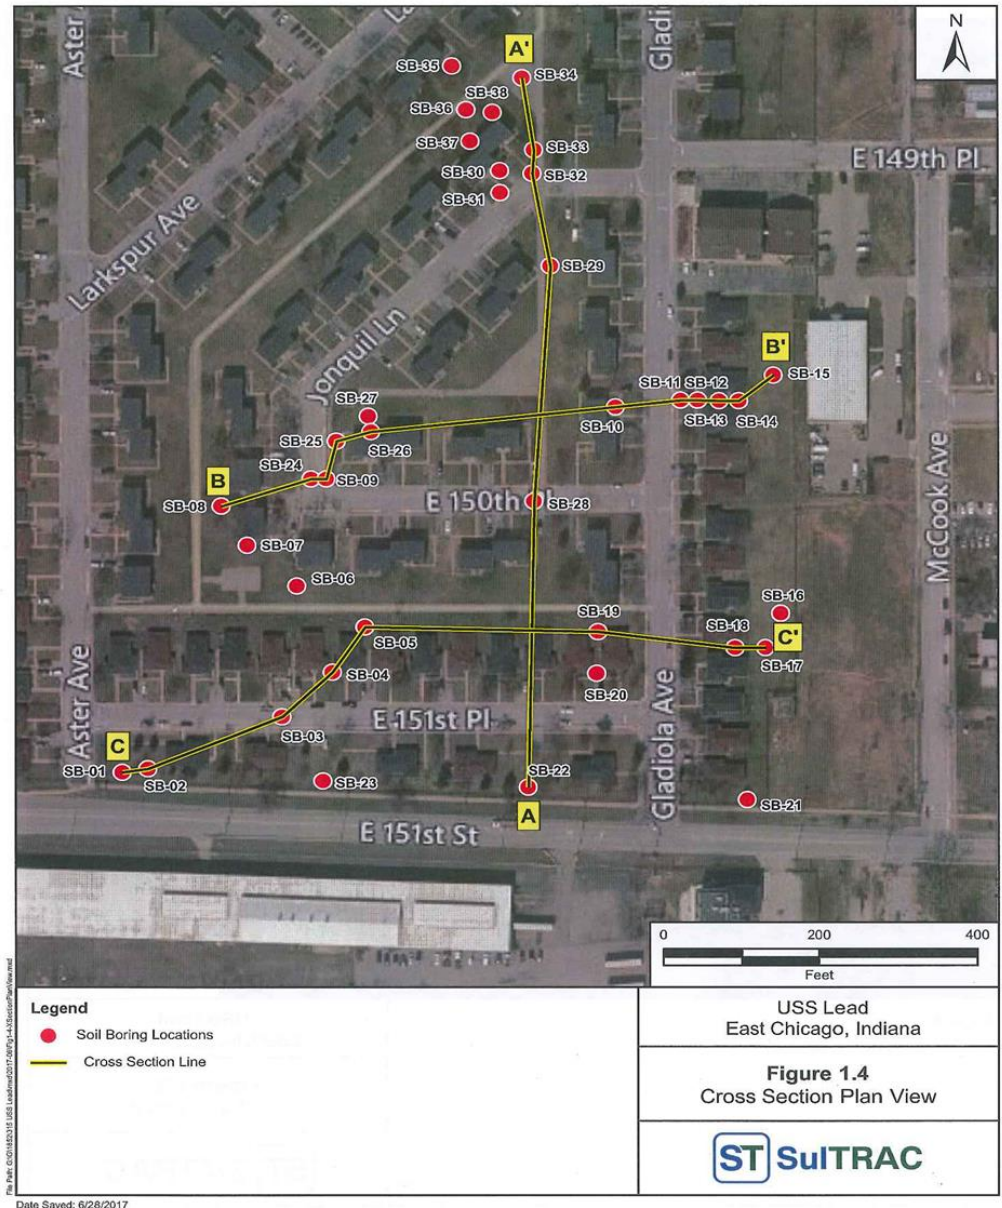 Aster
La
A'
Gladi
N
SB-35
SB-34
SB-38
SB-36
SB-37
SB-33
E 149th Pl
SB-30
SB-32
SB-31
Larkspur Ave
SB-29
Jonquill Ln
B'
SB-15
SB-11
SB-12
SB-27
SB-10
SB-13
SB-14
SB-25
SB-26
SB-24
SB-09
B
SB-08
E 150th Pl
SB-28
McCook Ave
SB-07
SB-06
SB-16
SB-19
SB-18
SB-05
C'
SB-17
SB-04
SB-20
Aster Ave
E 151st Pl
Gladiola Ave
SB-03
C
SB-01
SB-02
SB-23
SB-22
SB-21
A
E 151st St
0 200 400
Feet
Legend
Soil Boring Locations
Cross Section Line
USS Lead
East Chicago, Indiana
Figure 1.4
Cross Section Plan View
ST SulTRAC
Date Saved: 6/28/2017